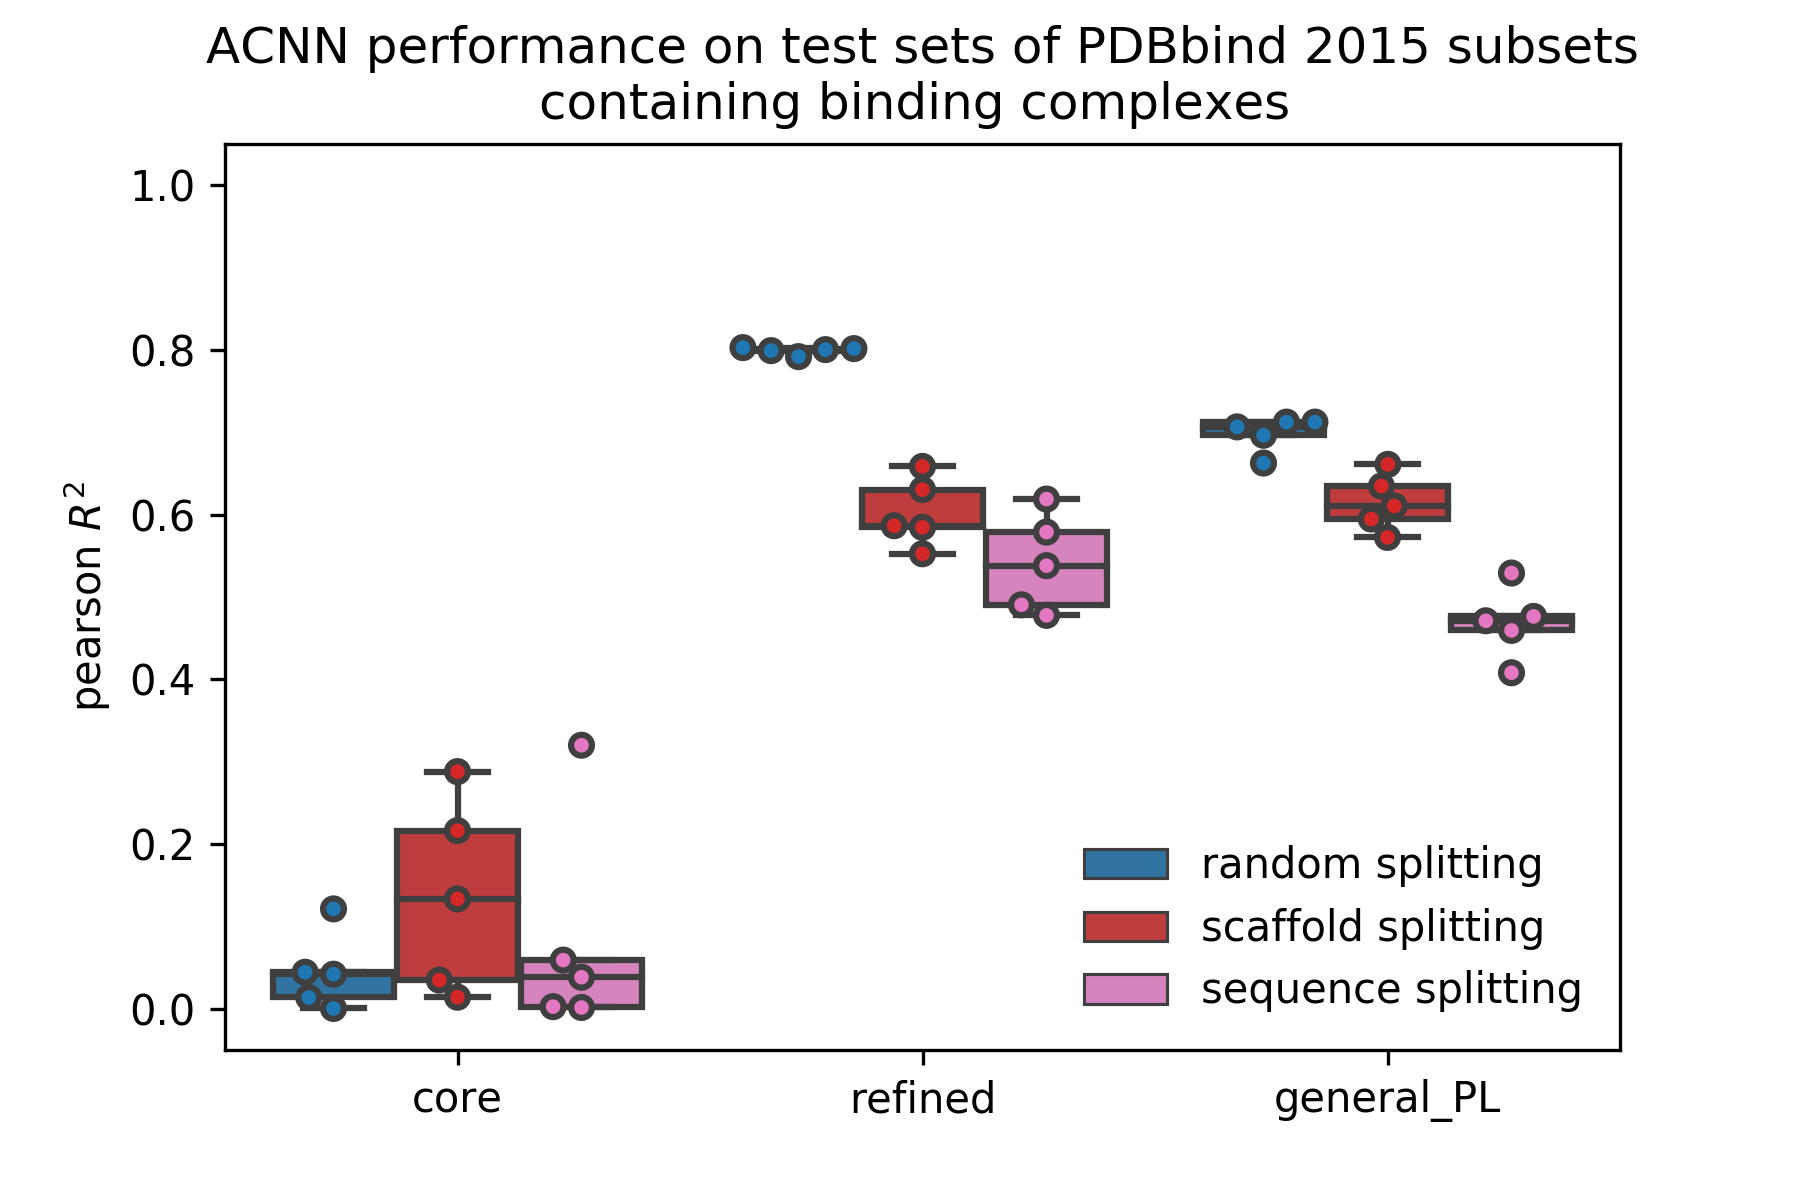 ACNN performance on test sets of PDBbind 2015 subsets
containing binding complexes
1.0
0.8
0.6
0.4
0.2
0.0
pearson R²
random splitting
scaffold splitting
sequence splitting
core
refined
general_PL